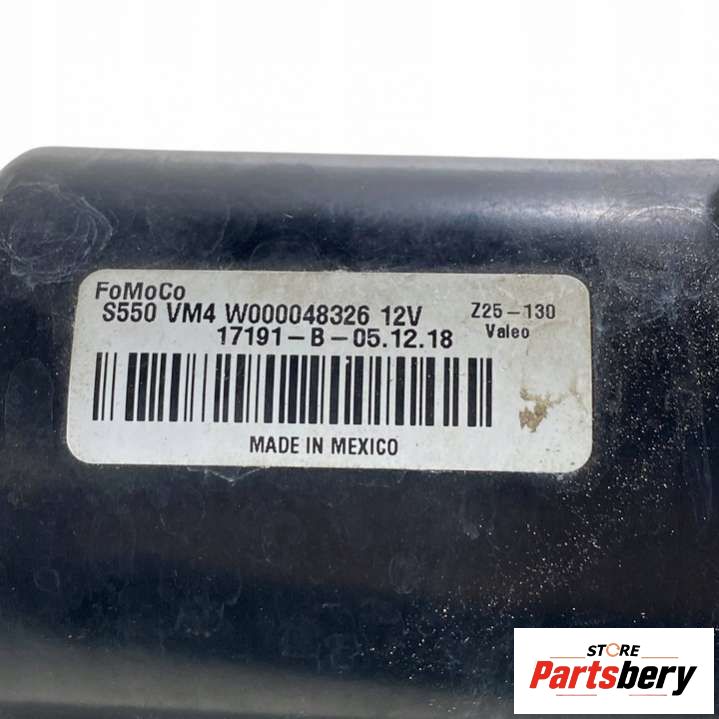 FoMoCo
S550 VM4 W000048326 12V Z25-130
17191-B-05.12.18 Valeo
MADE IN MEXICO
STORE
Partsbery